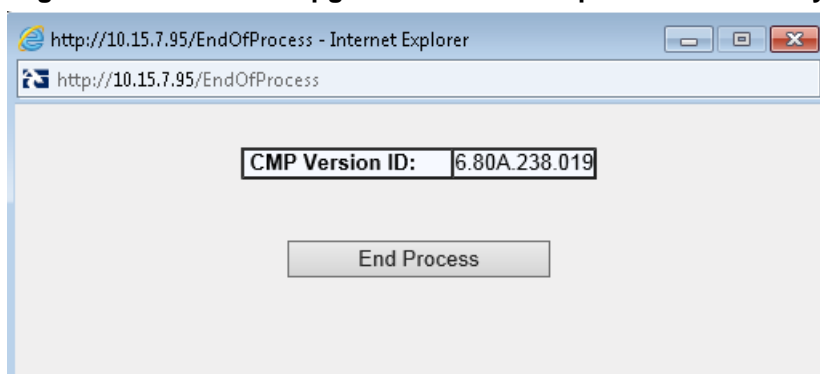 http://10.15.7.95/EndOfProcess - Internet Explorer
http://10.15.7.95/EndOfProcess
CMP Version ID: 6.80A.238.019
End Process